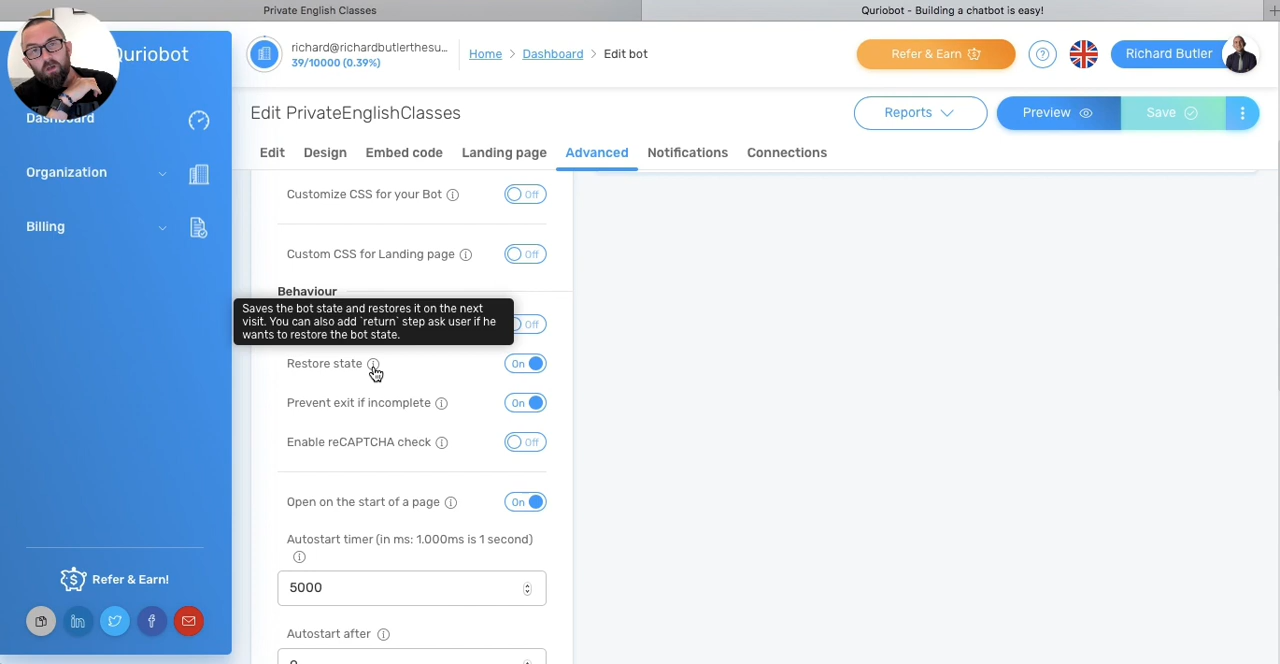 Private English Classes
Quriobot - Building a chatbot is easy!
Quriobot
richard@richardbutlerthesu...
39/10000 (0.39%)
Home > Dashboard > Edit bot
Refer & Earn
Richard Butler
Dashboard
Organization
Billing
Refer & Earn!
Edit PrivateEnglishClasses
Reports
Preview
Save
Edit
Design
Embed code
Landing page
Advanced
Notifications
Connections
Customize CSS for your Bot
Off
Custom CSS for Landing page
Off
Behaviour
Saves the bot state and restores it on the next
visit. You can also add `return` step ask user if he
wants to restore the bot state.
Off
Restore state
On
Prevent exit if incomplete
On
Enable reCAPTCHA check
Off
Open on the start of a page
On
Autostart timer (in ms: 1.000ms is 1 second)
5000
Autostart after